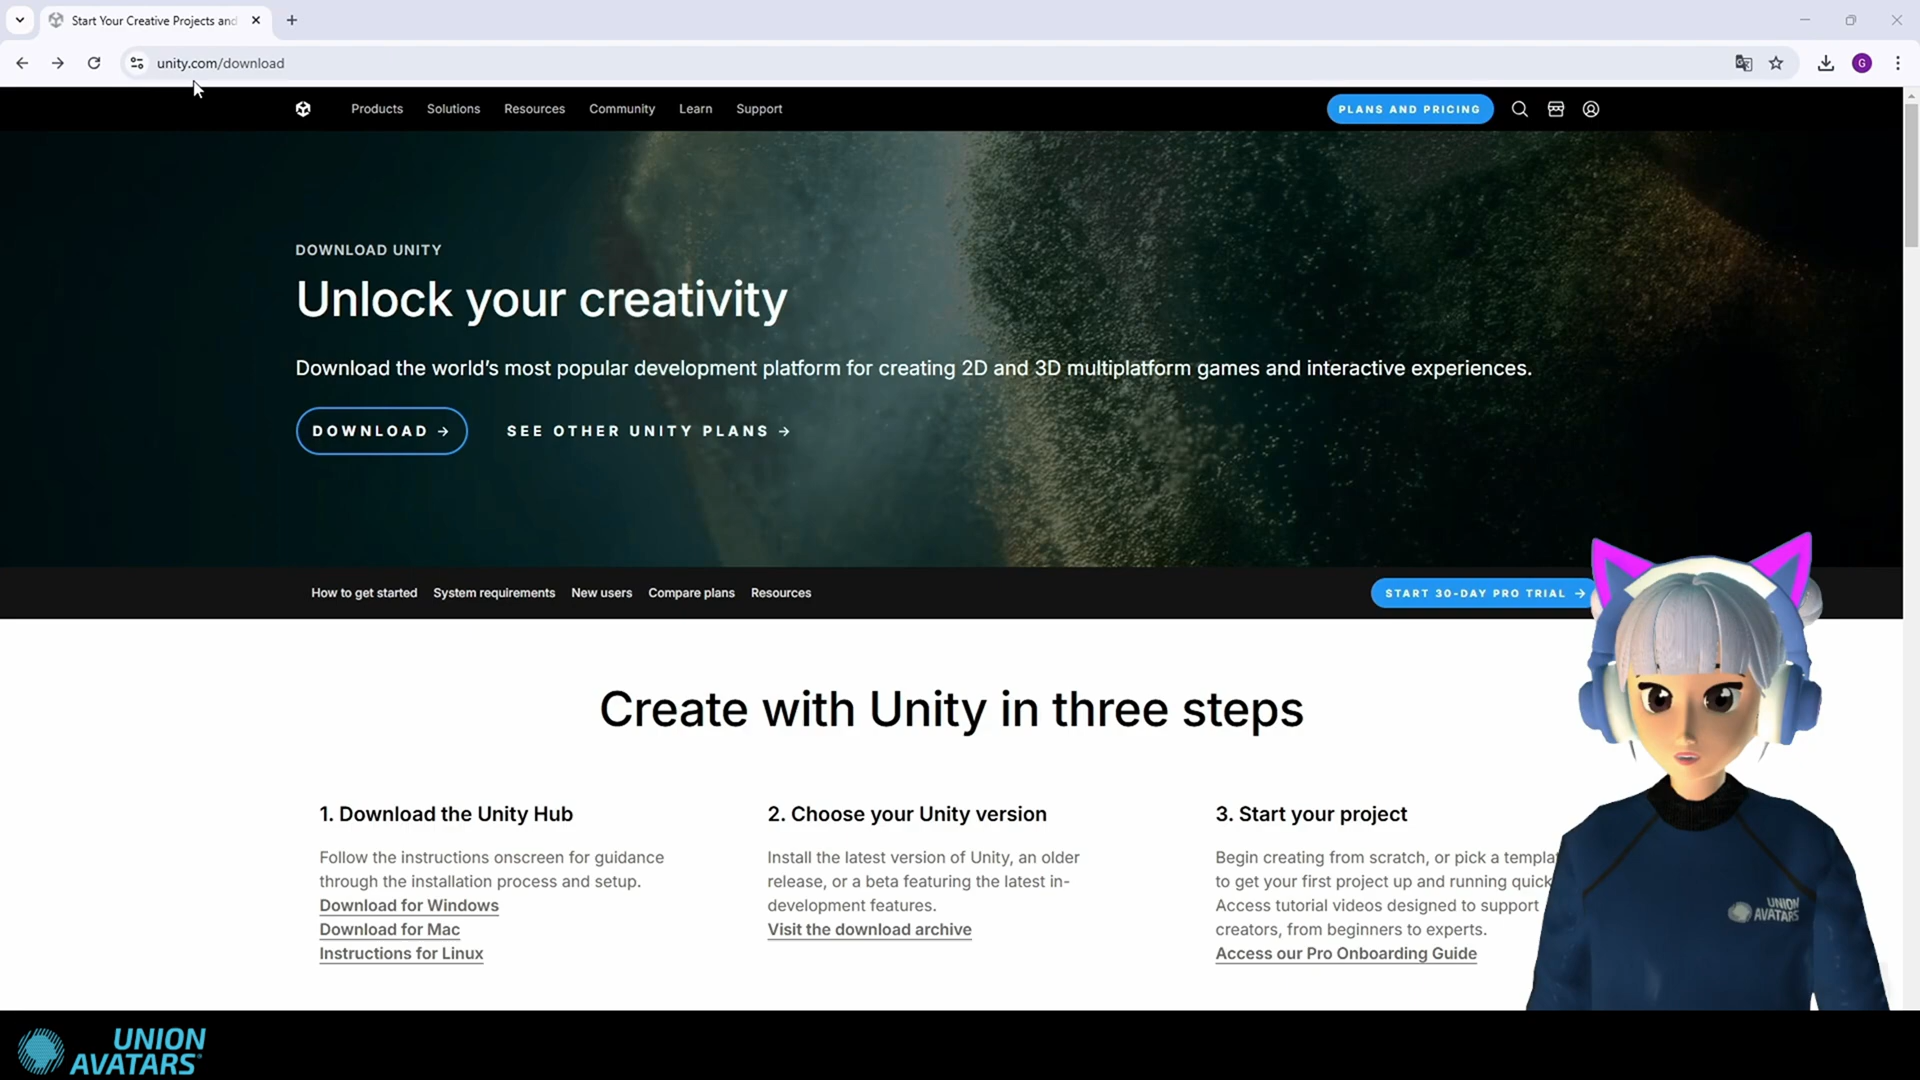 Start Your Creative Projects and
unity.com/download
G
Products Solutions Resources Community Learn Support
PLANS AND PRICING
DOWNLOAD UNITY
Unlock your creativity
Download the world’s most popular development platform for creating 2D and 3D multiplatform games and interactive experiences.
DOWNLOAD →
SEE OTHER UNITY PLANS →
How to get started System requirements New users Compare plans Resources
START 30-DAY PRO TRIAL →
Create with Unity in three steps
1. Download the Unity Hub
Follow the instructions onscreen for guidance
through the installation process and setup.
Download for Windows
Download for Mac
Instructions for Linux
2. Choose your Unity version
Install the latest version of Unity, an older
release, or a beta featuring the latest in-
development features.
Visit the download archive
3. Start your project
Begin creating from scratch, or pick a templa
to get your first project up and running quick
Access tutorial videos designed to support
creators, from beginners to experts.
Access our Pro Onboarding Guide
UNION
AVATARS
UNION
AVATARS